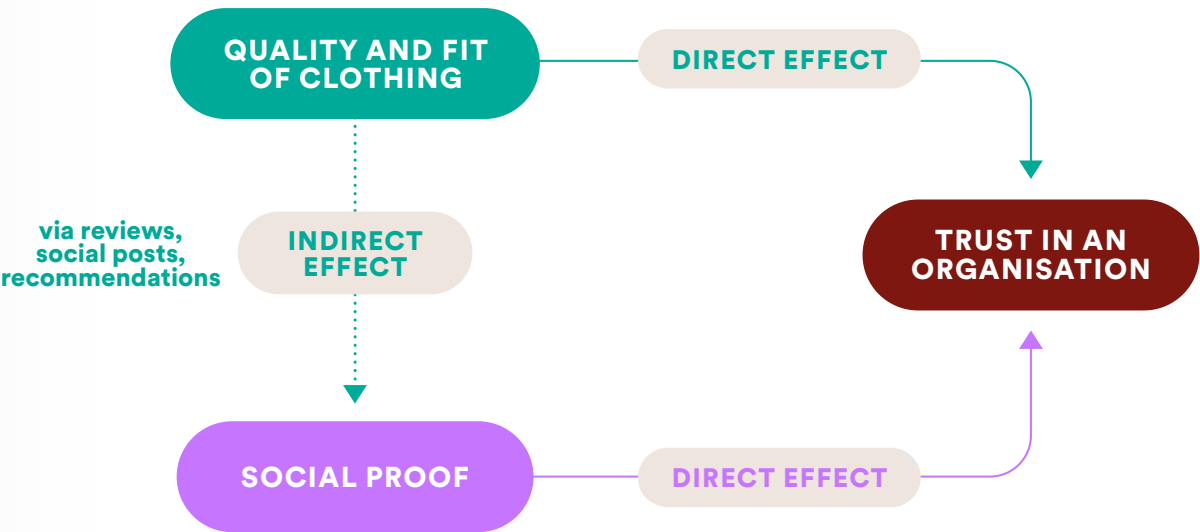 QUALITY AND FIT
OF CLOTHING
DIRECT EFFECT
via reviews,
social posts,
recommendations
INDIRECT
EFFECT
TRUST IN AN
ORGANISATION
SOCIAL PROOF
DIRECT EFFECT